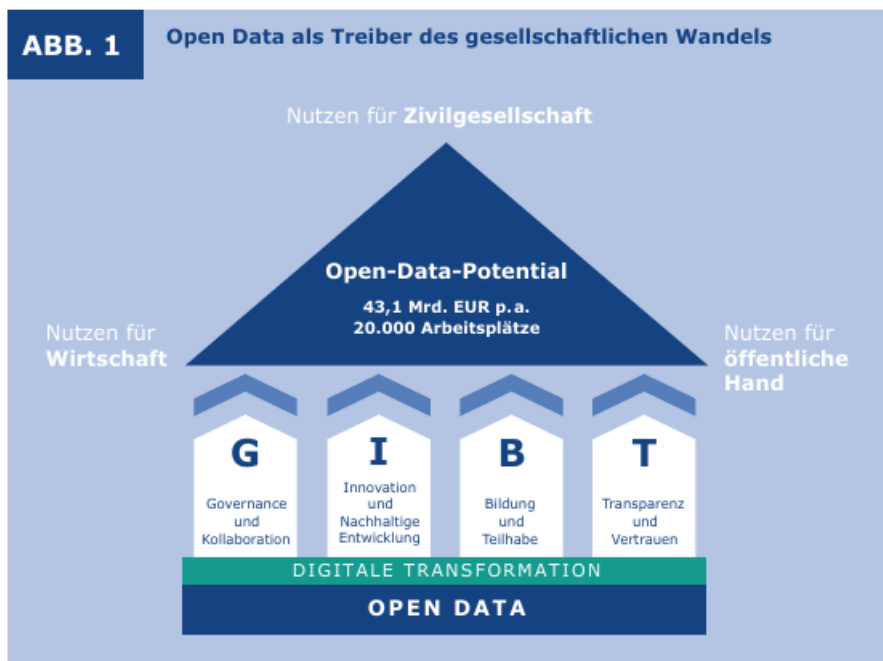 ABB. 1
Open Data als Treiber des gesellschaftlichen Wandels
Nutzen für Zivilgesellschaft
Open-Data-Potential
43,1 Mrd. EUR p.a.
20.000 Arbeitsplätze
Nutzen für
Wirtschaft
Nutzen für
öffentliche
Hand
G
Governance
und
Kollaboration
I
Innovation
und
Nachhaltige
Entwicklung
B
Bildung
und
Teilhabe
T
Transparenz
und
Vertrauen
DIGITALE TRANSFORMATION
OPEN DATA